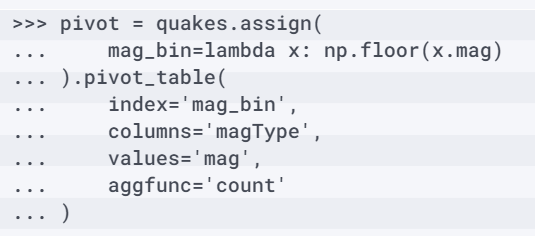 >>> pivot = quakes.assign(
...     mag_bin=lambda x: np.floor(x.mag)
... ).pivot_table(
...     index='mag_bin',
...     columns='magType',
...     values='mag',
...     aggfunc='count'
... )